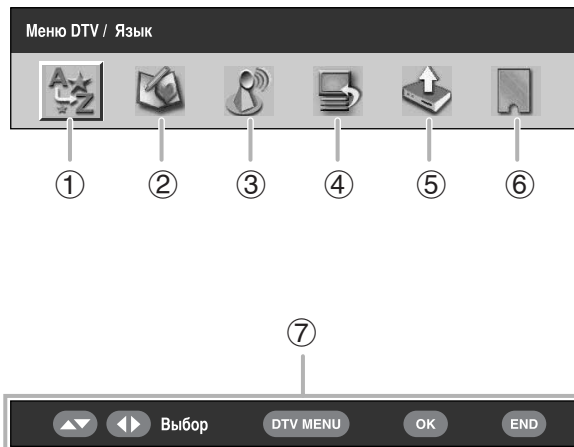 Меню DTV / Язык
A Z
① ② ③ ④ ⑤ ⑥
⑦
Выбор DTV MENU OK END